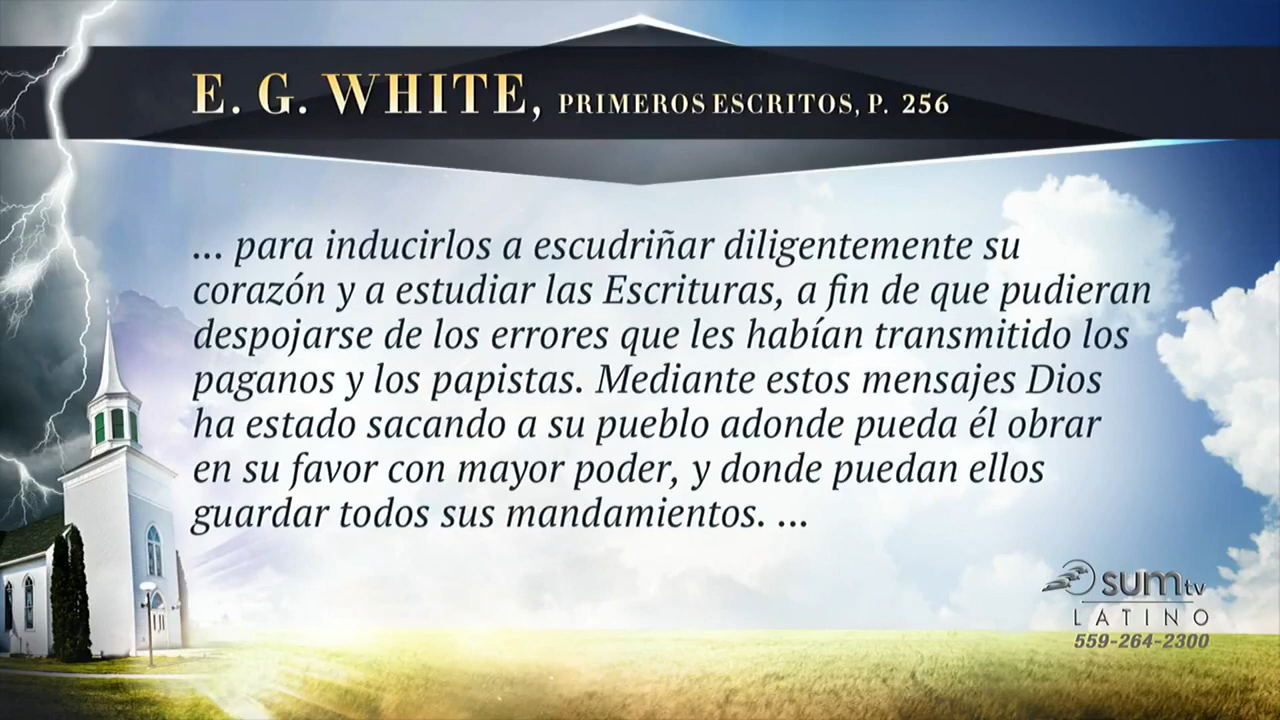 E. G. WHITE, PRIMEROS ESCRITOS, P. 256
... para inducirlos a escudriñar diligentemente su
corazón y a estudiar las Escrituras, a fin de que pudieran
despojarse de los errores que les habían transmitido los
paganos y los papistas. Mediante estos mensajes Dios
ha estado sacando a su pueblo adonde pueda él obrar
en su favor con mayor poder, y donde puedan ellos
guardar todos sus mandamientos. ...
sumtv
LATINO
559-264-2300